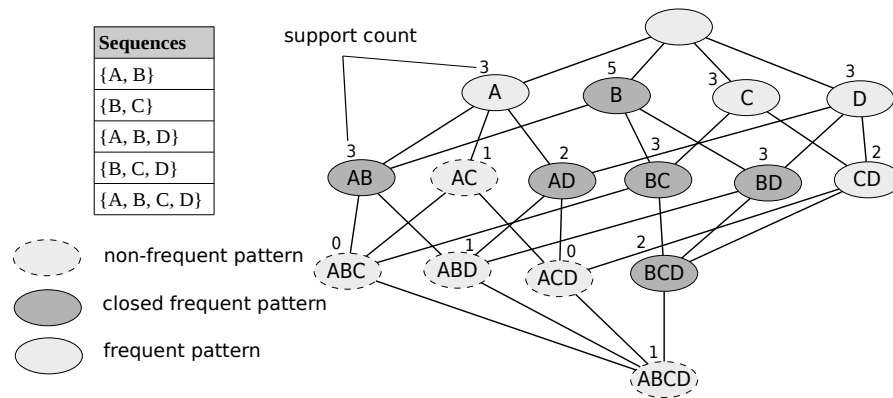 Sequences
{A, B}
{B, C}
{A, B, D}
{B, C, D}
{A, B, C, D}
support count
3 A
5 B
3 C
3 D
3 AB
1 AC
2 AD
3 BC
3 BD
2 CD
0 ABC
1 ABD
0 ACD
2 BCD
1 ABCD
non-frequent pattern
closed frequent pattern
frequent pattern